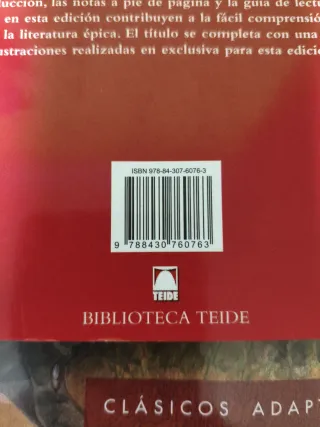 ucción, las notas a pie de página y la guía de lectu
en esta edición contribuyen a la fácil comprensió
la literatura épica. El título se completa con una
ustraciones realizadas en exclusiva para esta edició
ISBN 978-84-307-6076-3
9 788430 760763
TEIDE
BIBLIOTECA TEIDE
CLÁSICOS ADAPT